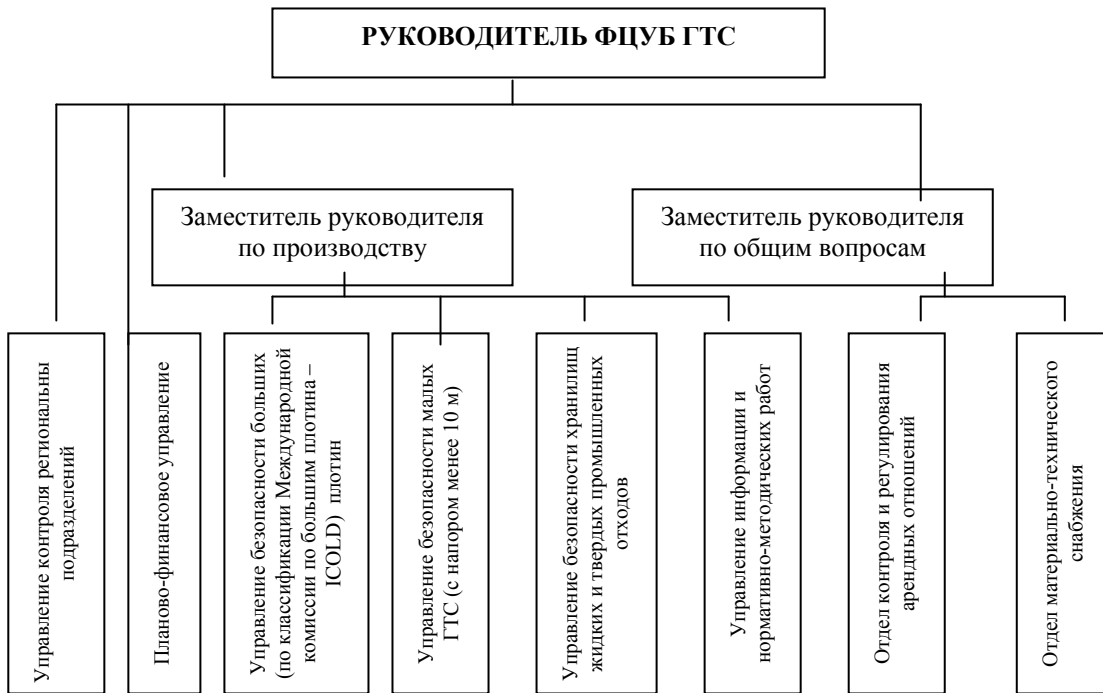 РУКОВОДИТЕЛЬ ФЦУБ ГТС
Заместитель руководителя
по производству
Заместитель руководителя
по общим вопросам
Управление контроля региональны
подразделений
Планово-финансовое управление
Управление безопасности больших
(по классификации Международной
комиссии по большим плотина –
ICOLD) плотин
Управление безопасности малых
ГТС (с напором менее 10 м)
Управление безопасности хранилищ
жидких и твердых промышленных
отходов
Управление информации и
нормативно-методических работ
Отдел контроля и регулирования
арендных отношений
Отдел материально-технического
снабжения